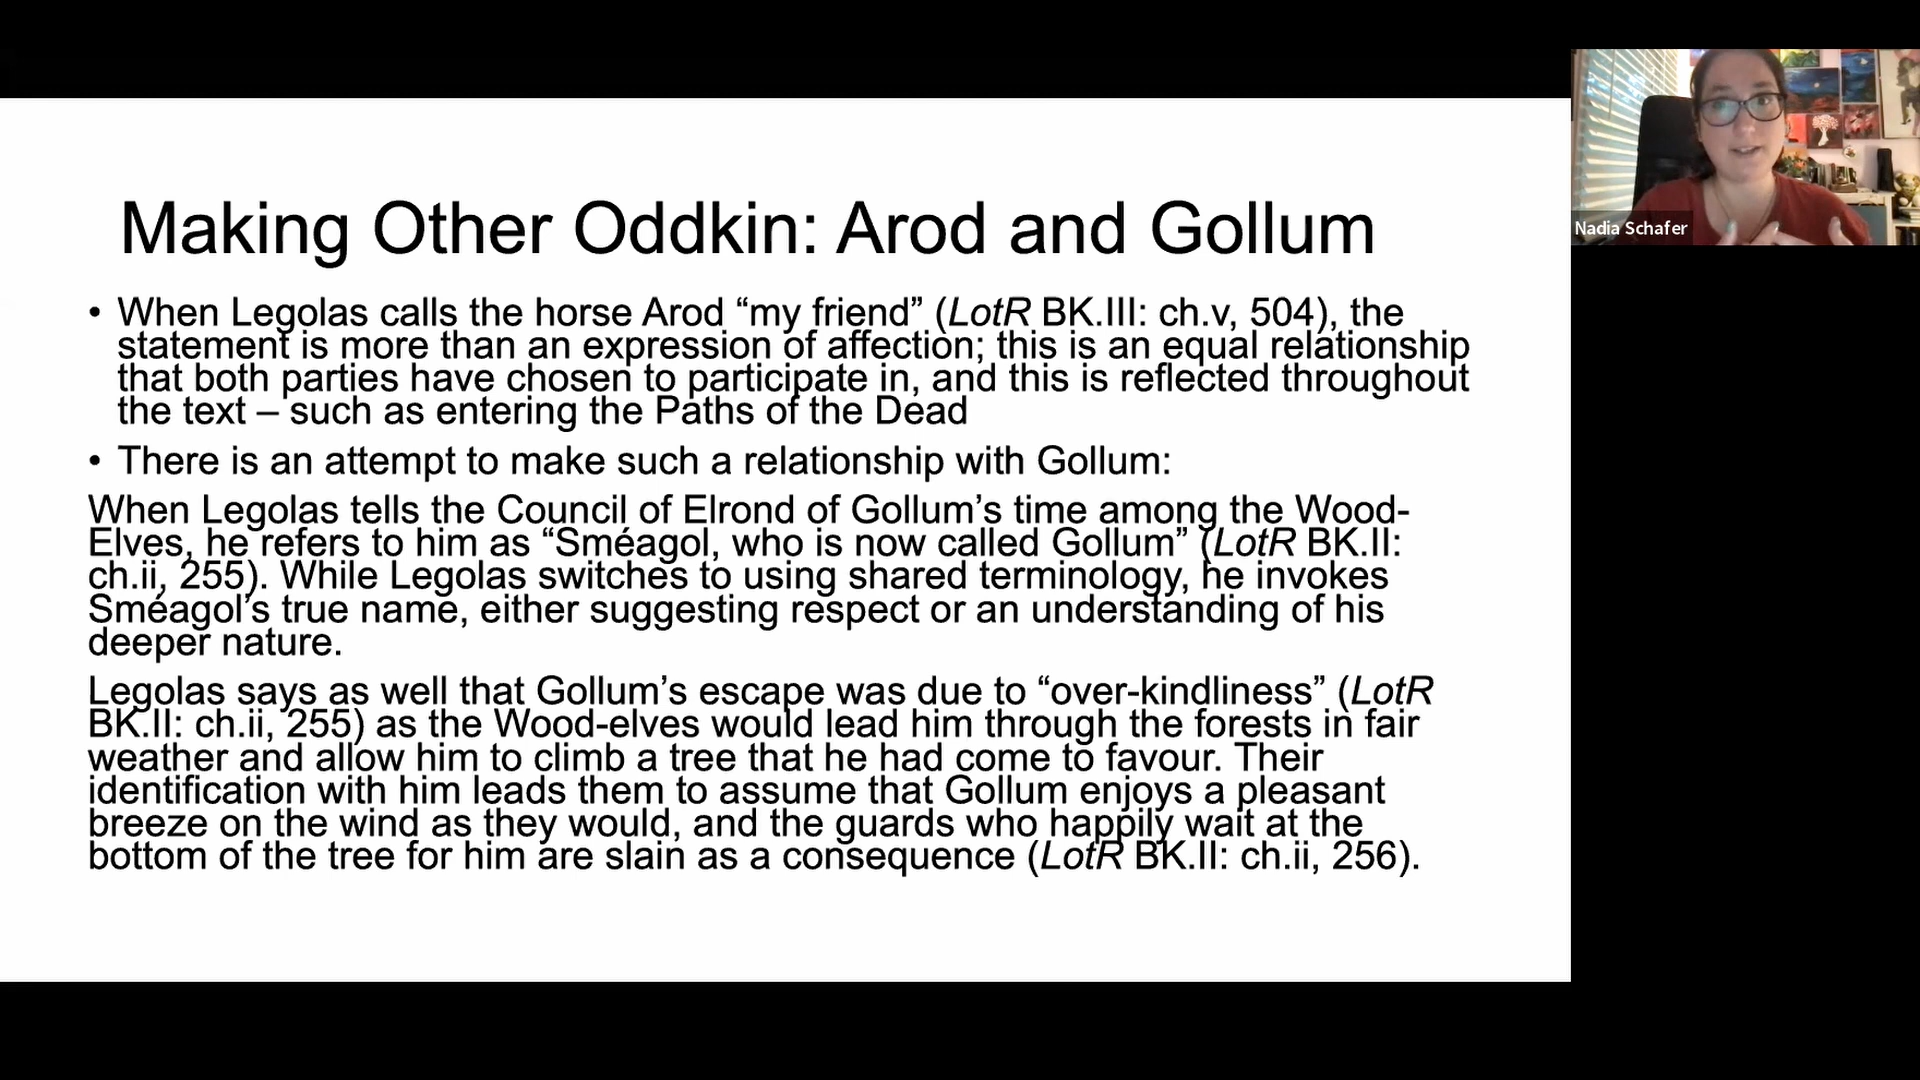 Making Other Oddkin: Arod and Gollum
• When Legolas calls the horse Arod “my friend” (LotR BK.III: ch.v, 504), the
statement is more than an expression of affection; this is an equal relationship
that both parties have chosen to participate in, and this is reflected throughout
the text – such as entering the Paths of the Dead
• There is an attempt to make such a relationship with Gollum:
When Legolas tells the Council of Elrond of Gollum’s time among the Wood-
Elves, he refers to him as “Sméagol, who is now called Gollum” (LotR BK.II:
ch.ii, 255). While Legolas switches to using shared terminology, he invokes
Sméagol’s true name, either suggesting respect or an understanding of his
deeper nature.
Legolas says as well that Gollum’s escape was due to “over-kindliness” (LotR
BK.II: ch.ii, 255) as the Wood-elves would lead him through the forests in fair
weather and allow him to climb a tree that he had come to favour. Their
identification with him leads them to assume that Gollum enjoys a pleasant
breeze on the wind as they would, and the guards who happily wait at the
bottom of the tree for him are slain as a consequence (LotR BK.II: ch.ii, 256).
Nadia Schafer